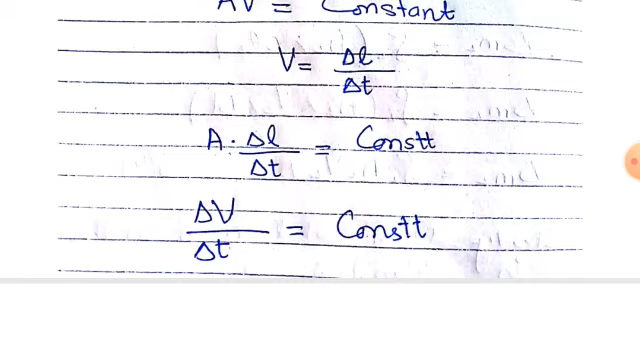 AV = Constant
V = Δl/Δt
A. Δl/Δt = Constt
ΔV/Δt = Constt